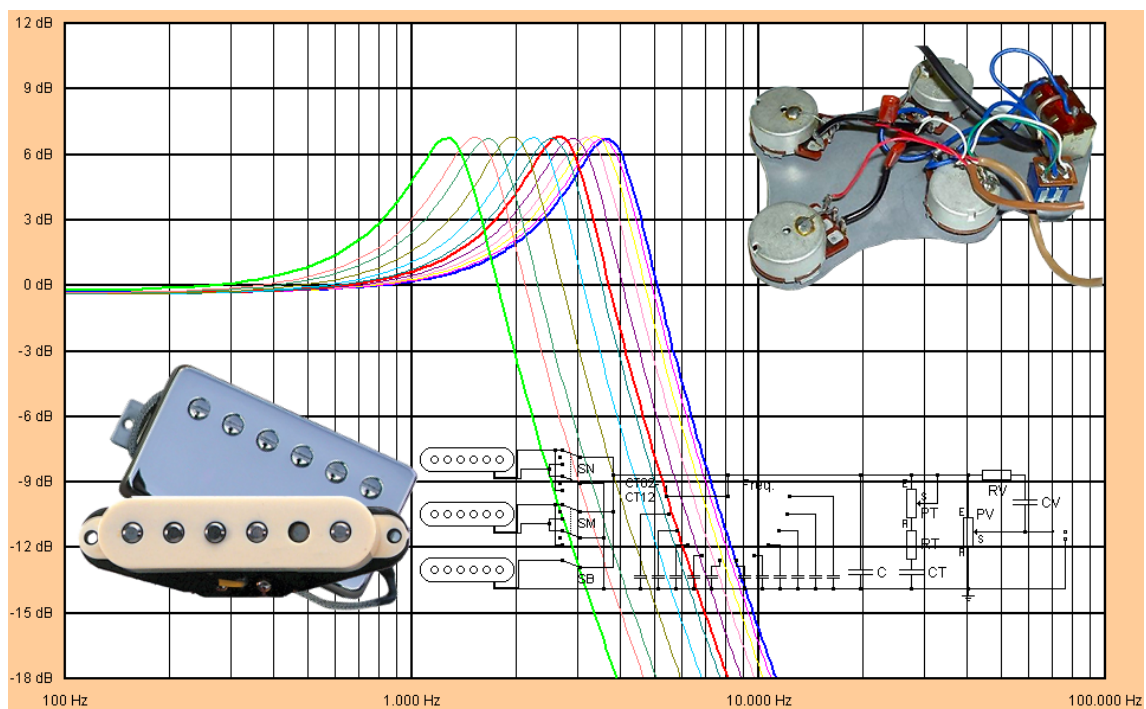 12 dB
9 dB
6 dB
3 dB
0 dB
-3 dB
-6 dB
-9 dB
-12 dB
-15 dB
-18 dB
100 Hz 1.000 Hz 10.000 Hz 100.000 Hz
SN
SM
SB
CT02-
CT12
Freq.
C
E
S
PT
A
RT
CT
E
PV
S
A
RV
CV